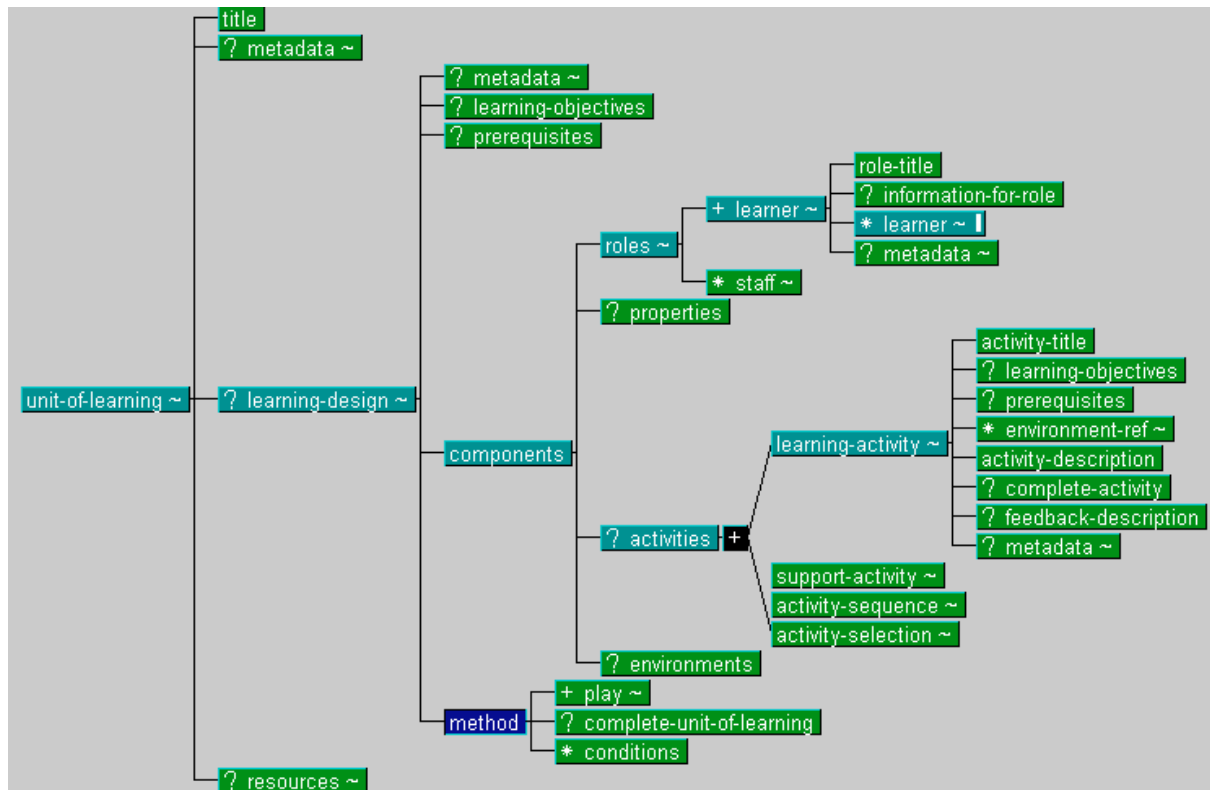 title
? metadata ~
? metadata ~
? learning-objectives
? prerequisites
role-title
? information-for-role
+ learner ~
* learner ~
roles ~
? metadata ~
* staff ~
? properties
activity-title
? learning-objectives
unit-of-learning ~
? learning-design ~
? prerequisites
* environment-ref ~
learning-activity ~
components
activity-description
? complete-activity
? feedback-description
? activities
+
? metadata ~
support-activity ~
activity-sequence ~
activity-selection ~
? environments
+ play ~
method
? complete-unit-of-learning
* conditions
? resources ~